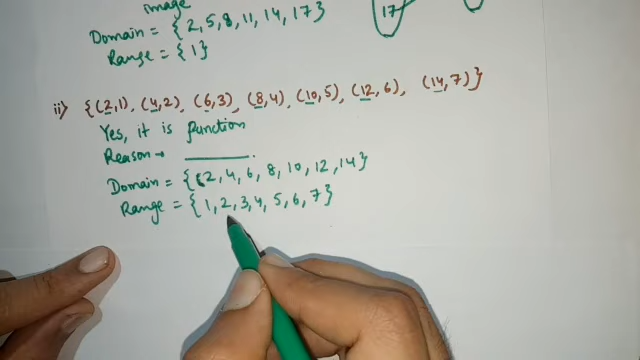 image
Domain = { 2, 5, 8, 11, 14, 17 }
Range = { 1 }
17
ii) {(2,1), (4,2), (6,3), (8,4), (10,5), (12,6), (14,7)}
Yes, it is function
Reason → ______.
Domain = { 2, 4, 6, 8, 10, 12, 14 }
Range = { 1, 2, 3, 4, 5, 6, 7 }